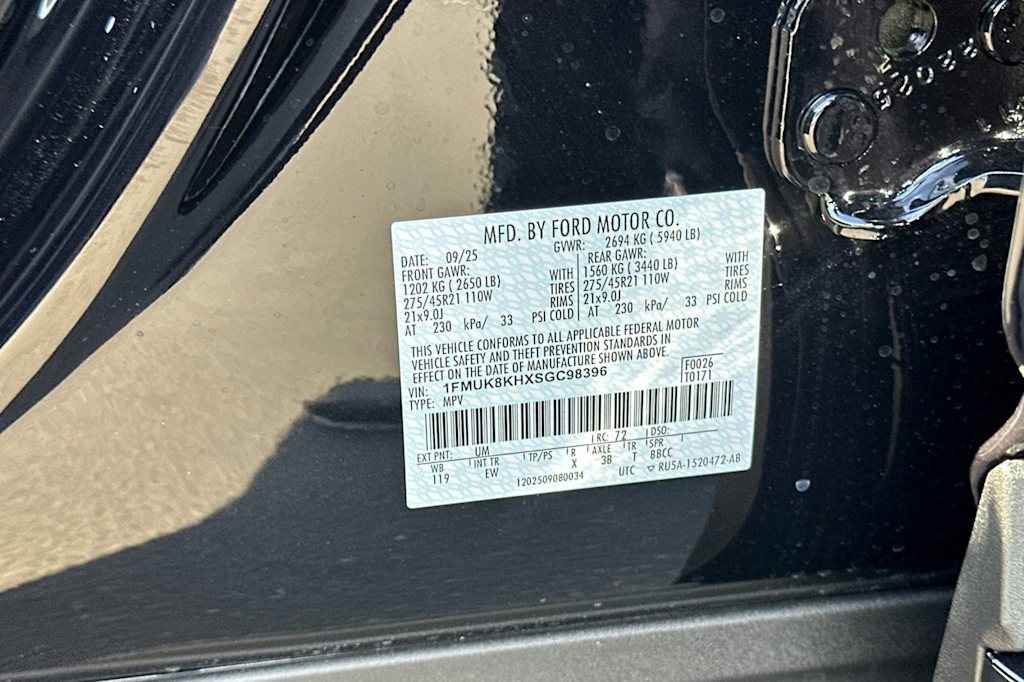 MFD. BY FORD MOTOR CO.
DATE: 09/25 GVWR: 2694 KG ( 5940 LB)
FRONT GAWR: WITH REAR GAWR: WITH
1202 KG ( 2650 LB) TIRES 1560 KG ( 3440 LB) TIRES
275/45R21 110W RIMS 275/45R21 110W RIMS
21x9.0J PSI COLD 21x9.0J PSI COLD
AT 230 kPa/ 33 AT 230 kPa/ 33
THIS VEHICLE CONFORMS TO ALL APPLICABLE FEDERAL MOTOR
VEHICLE SAFETY AND THEFT PREVENTION STANDARDS IN
EFFECT ON THE DATE OF MANUFACTURE SHOWN ABOVE.
VIN: 1FMUK8KHXSGC98396 F0026
TYPE: MPV T0171
EXT PNT: UM RC: 72 DSO:
WB INT TR TP/PS R AXLE TR SPR
119 EW X 3B T BBCC
1202509080034 UTC RU5A-1520472-AB